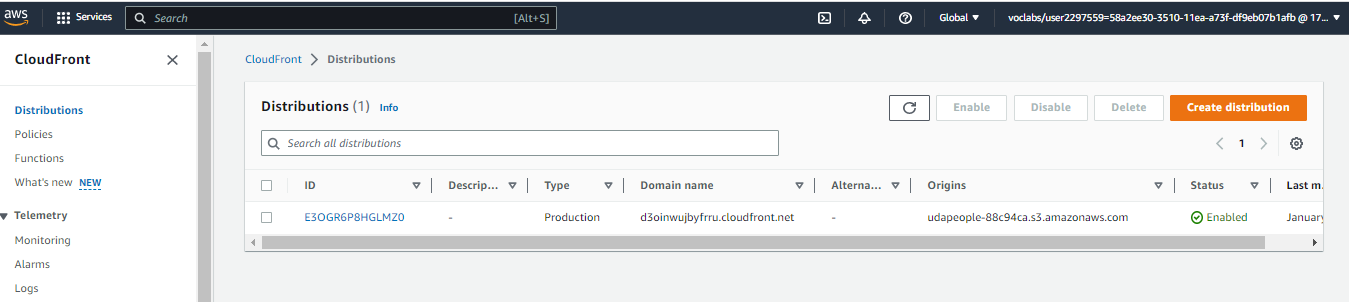 aws Services Search [Alt+S] Global voclabs/user2297559=58a2ee30-3510-11ea-a73f-df9eb07b1afb @ 17...
CloudFront
Distributions
Policies
Functions
What's new NEW
Telemetry
Monitoring
Alarms
Logs
CloudFront Distributions
Distributions (1) Info Enable Disable Delete Create distribution
Search all distributions 1
ID Descrip... Type Domain name Alterna... Origins Status Last m.
E3OGR6P8HGLMZ0 - Production d3oinwujbyfrru.cloudfront.net - udapeople-88c94ca.s3.amazonaws.com Enabled January